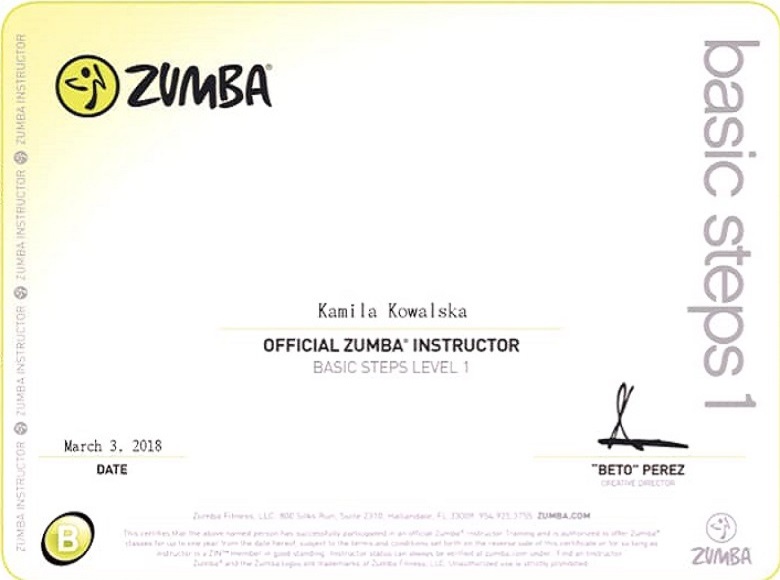 ZUMBA®
basic steps 1
ZUMBA INSTRUCTOR ZUMBA INSTRUCTOR ZUMBA INSTRUCTOR ZUMBA INSTRUCTOR
Kamila Kowalska
OFFICIAL ZUMBA® INSTRUCTOR
BASIC STEPS LEVEL 1
March 3. 2018
DATE
"BETO" PEREZ
CREATIVE DIRECTOR
B
Zumba Fitness, LLC. 800 Silks Run, Suite 2310, Hallandale, FL 33009. 954.925.3755 ZUMBA.COM
This certifies that the above named person has successfully participated in an official Zumba® Instructor Training and is authorized to offer Zumba®
classes for up to one year from the date hereof, subject to the terms and conditions set forth on the reverse side of this certificate or for so long as
instructor is a ZIN™ member in good standing. Instructor status can always be verified at zumba.com under: Find an Instructor.
Zumba® and the Zumba logos are trademarks of Zumba Fitness, LLC. Unauthorized use is strictly prohibited.
ZUMBA